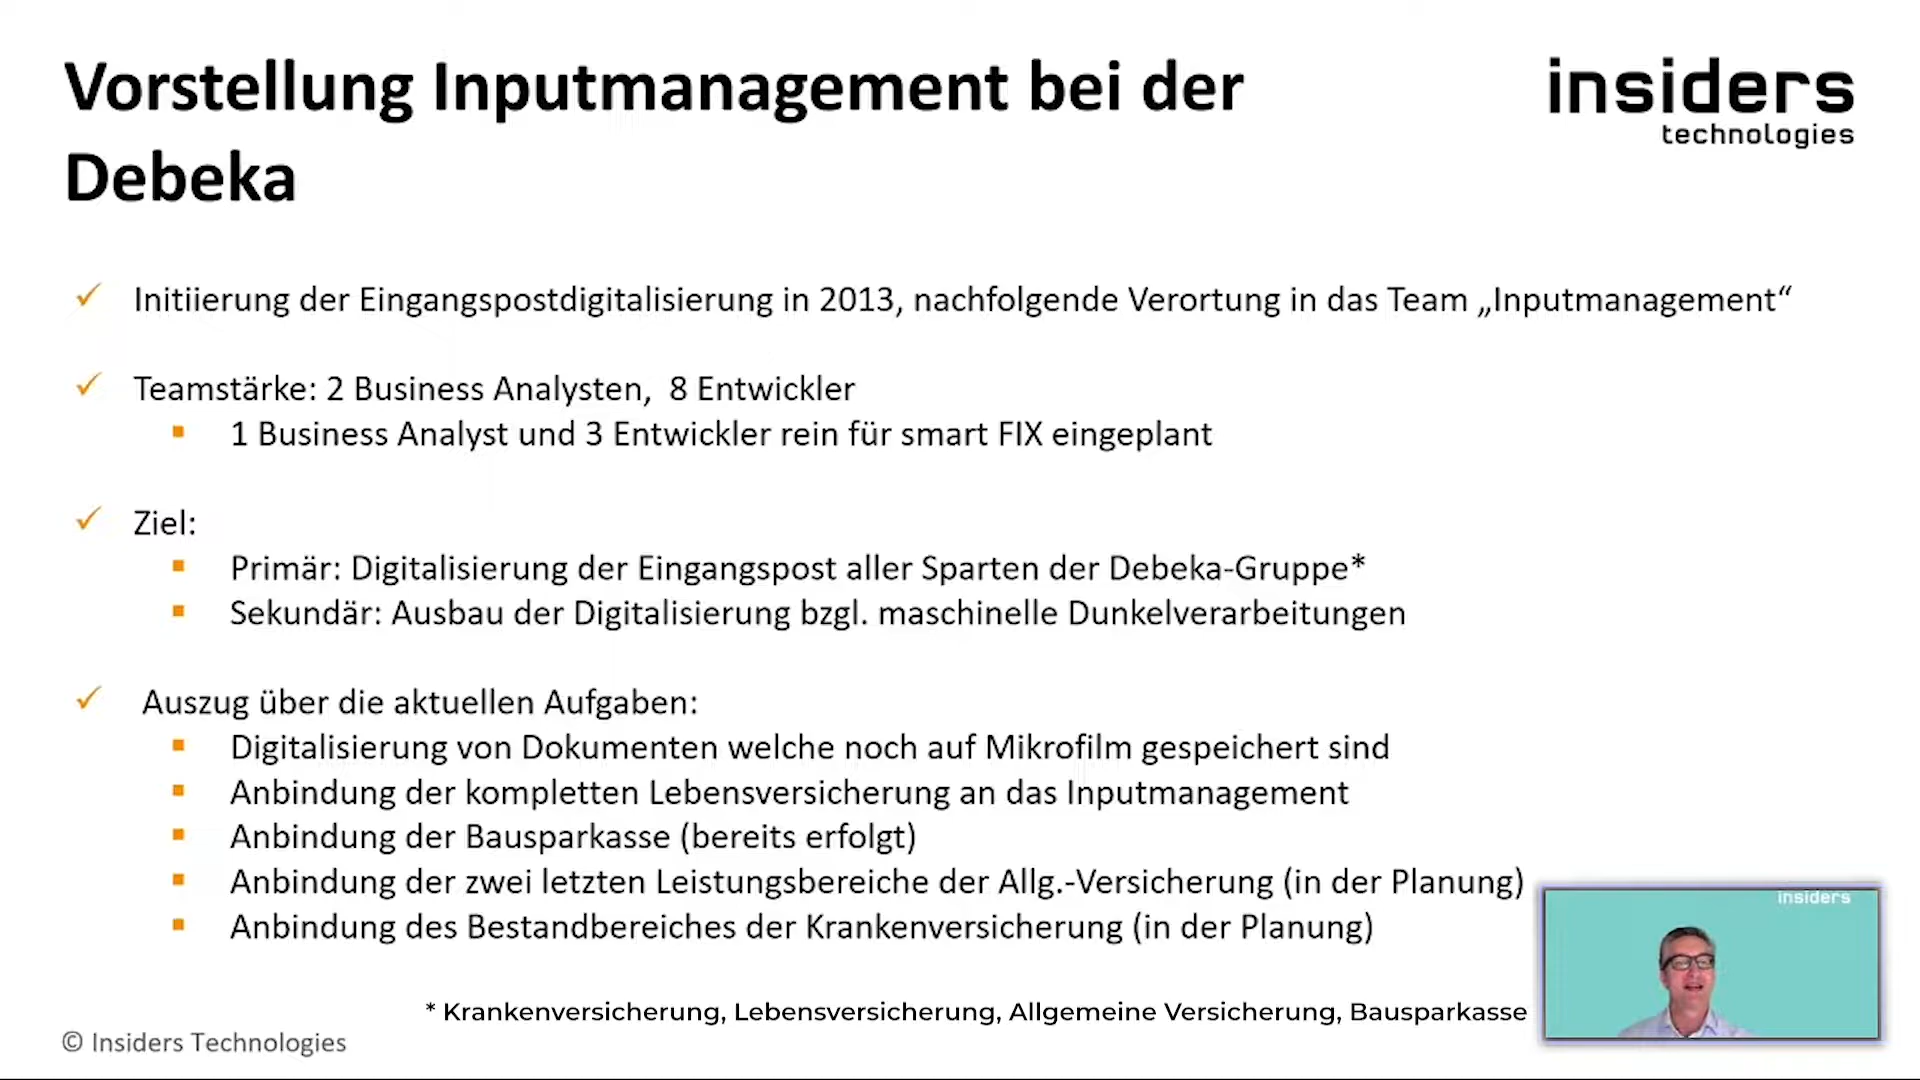 Vorstellung Inputmanagement bei der
Debeka
insiders
technologies
Initiierung der Eingangspostdigitalisierung in 2013, nachfolgende Verortung in das Team „Inputmanagement“
Teamstärke: 2 Business Analysten,  8 Entwickler
1 Business Analyst und 3 Entwickler rein für smart FIX eingeplant
Ziel:
Primär: Digitalisierung der Eingangspost aller Sparten der Debeka-Gruppe*
Sekundär: Ausbau der Digitalisierung bzgl. maschinelle Dunkelverarbeitungen
Auszug über die aktuellen Aufgaben:
Digitalisierung von Dokumenten welche noch auf Mikrofilm gespeichert sind
Anbindung der kompletten Lebensversicherung an das Inputmanagement
Anbindung der Bausparkasse (bereits erfolgt)
Anbindung der zwei letzten Leistungsbereiche der Allg.-Versicherung (in der Planung)
Anbindung des Bestandbereiches der Krankenversicherung (in der Planung)
insiders
* Krankenversicherung, Lebensversicherung, Allgemeine Versicherung, Bausparkasse
© Insiders Technologies